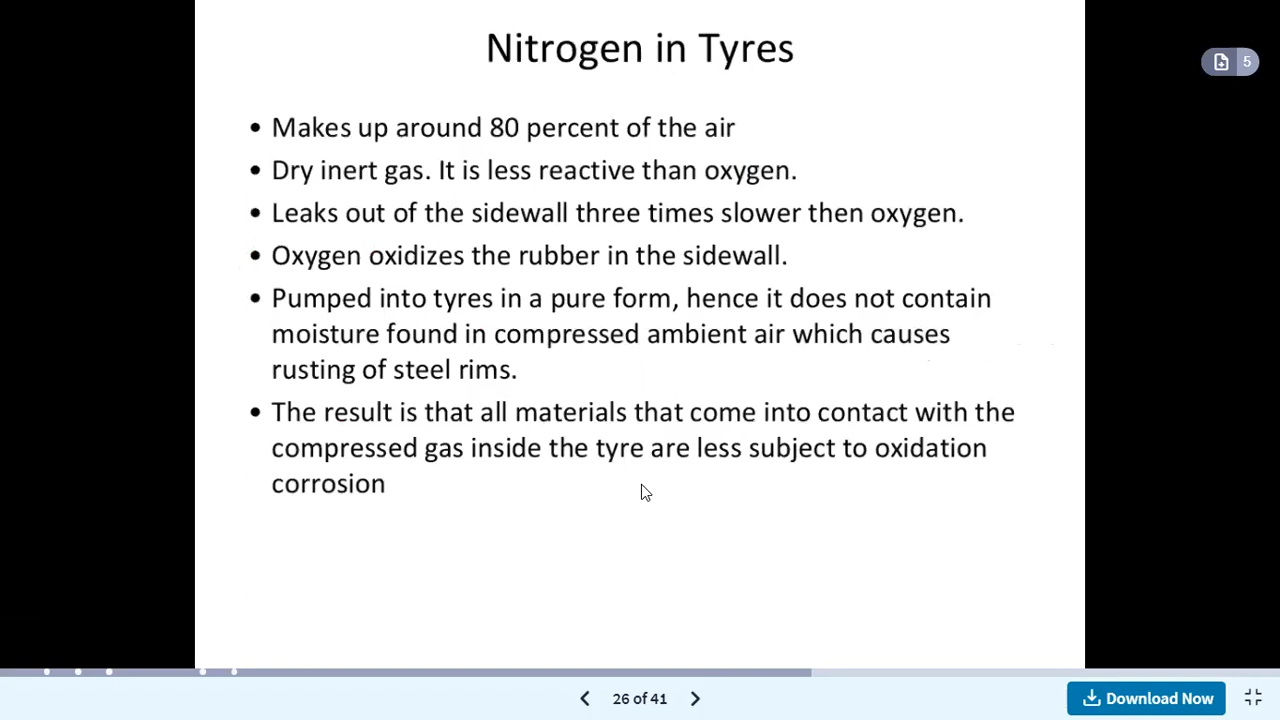 Nitrogen in Tyres
5
• Makes up around 80 percent of the air
• Dry inert gas. It is less reactive than oxygen.
• Leaks out of the sidewall three times slower then oxygen.
• Oxygen oxidizes the rubber in the sidewall.
• Pumped into tyres in a pure form, hence it does not contain
moisture found in compressed ambient air which causes
rusting of steel rims.
• The result is that all materials that come into contact with the
compressed gas inside the tyre are less subject to oxidation
corrosion
26 of 41
Download Now